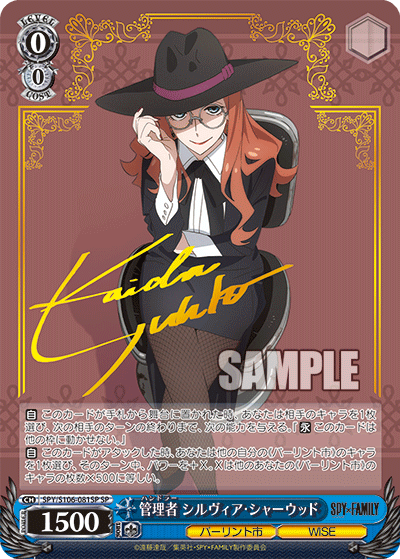 LEVEL
0
0
COST
Kaida Yuhko
SAMPLE
自 このカードが手札から舞台に置かれた時、あなたは相手のキャラを1枚
選び、次の相手のターンの終わりまで、次の能力を与える。『永 このカードは
他の枠に動かせない。』
自 このカードがアタックした時、あなたは他の自分の《バーリント市》のキャラ
を1枚選び、そのターン中、パワーを+X。Xは他のあなたの《バーリント市》の
キャラの枚数×500に等しい。
CH SPY/S106-081SP SP
1500
ハンドラー
管理者 シルヴィア・シャーウッド
SPY×FAMILY
バーリント市
WISE
©遠藤達哉/集英社・SPY×FAMILY製作委員会